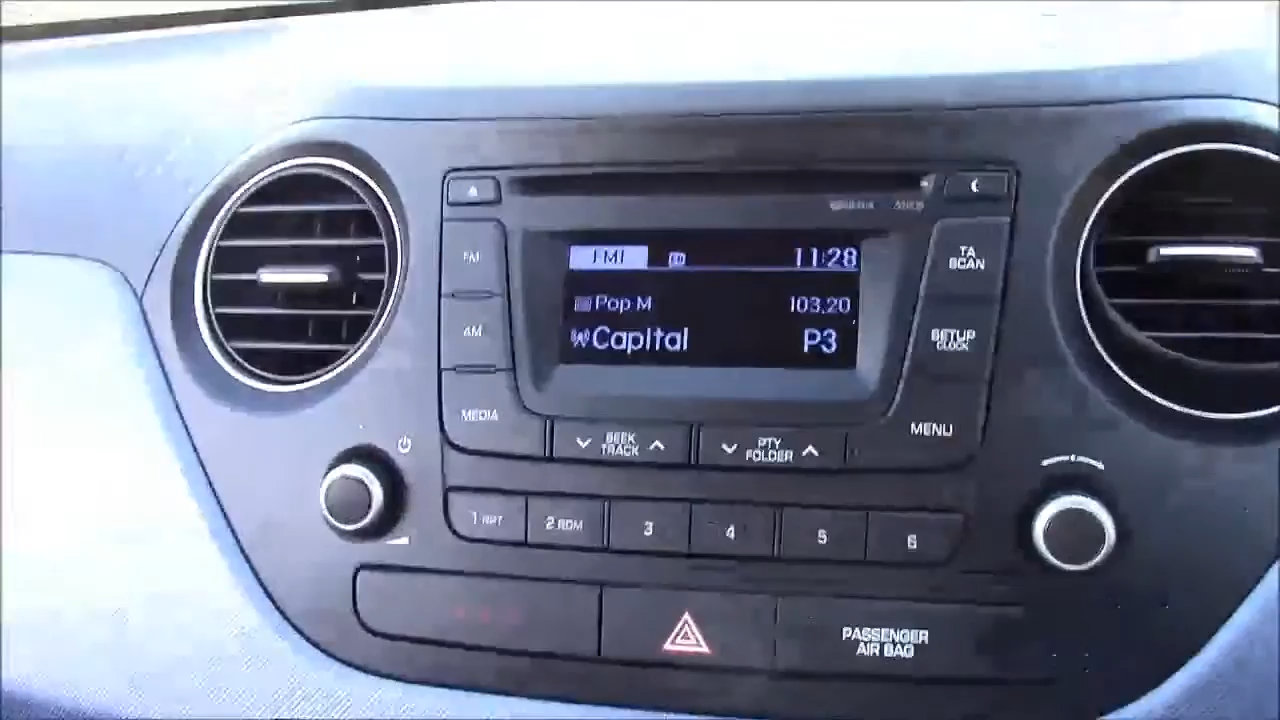 FM1 11:28
Pop M 103.20
Capital P3
FM
AM
MEDIA
TA
SCAN
SETUP
CLOCK
MENU
SEEK
TRACK
PTY
FOLDER
1 RPT 2 RDM 3 4 5 6
PASSENGER
AIR BAG